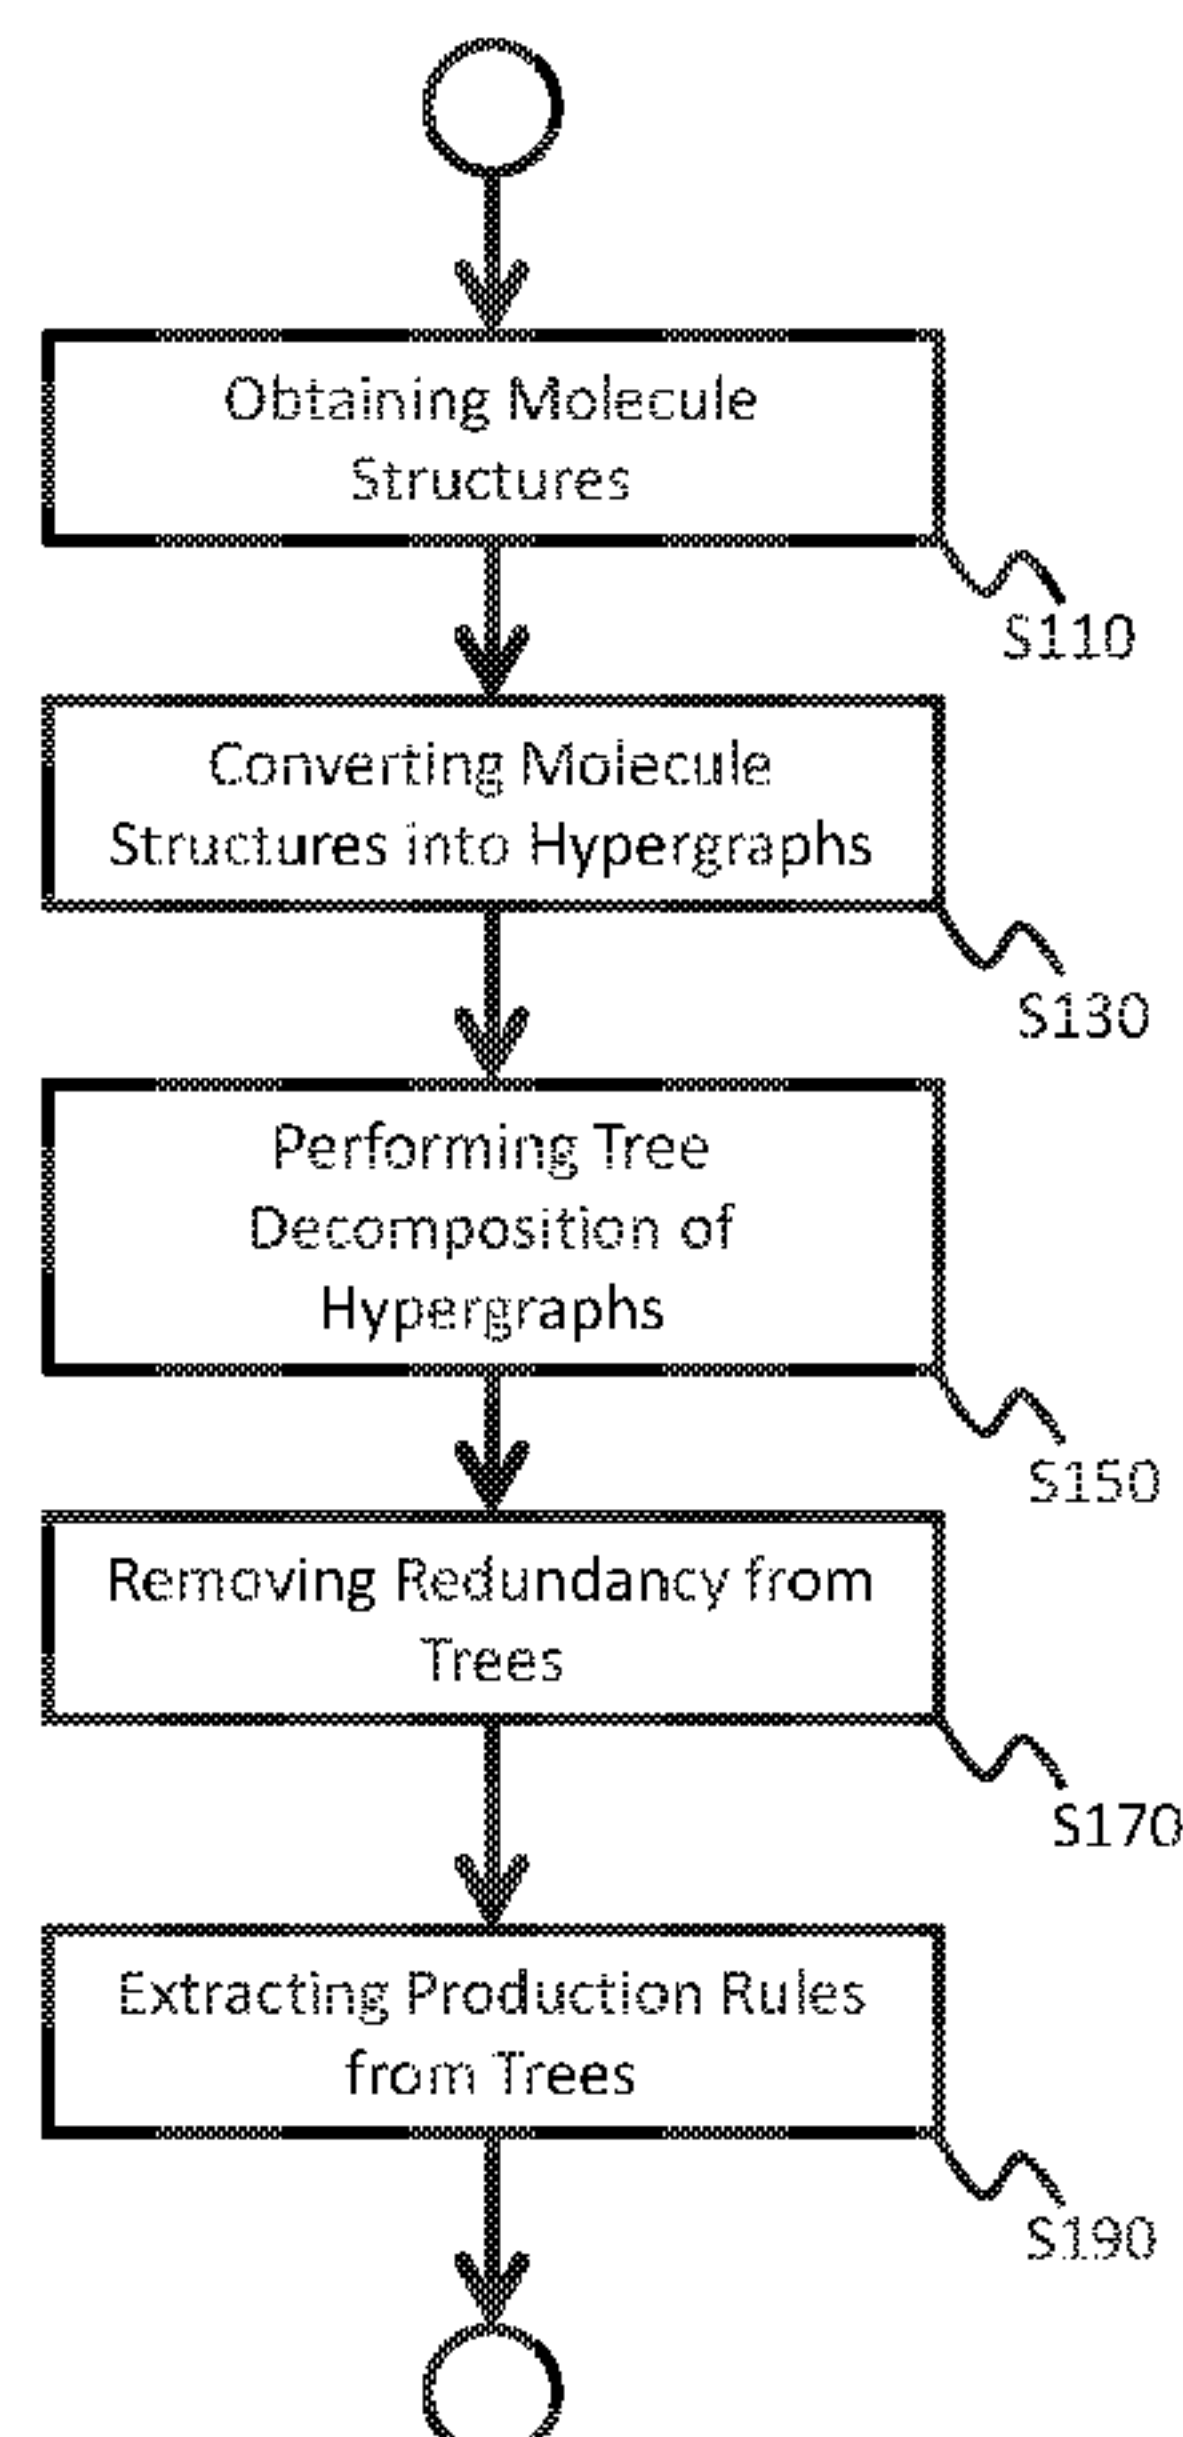 Obtaining Molecule
Structures
S110
Converting Molecule
Structures into Hypergraphs
S130
Performing Tree
Decomposition of
Hypergraphs
S150
Removing Redundancy from
Trees
S170
Extracting Production Rules
from Trees
S190